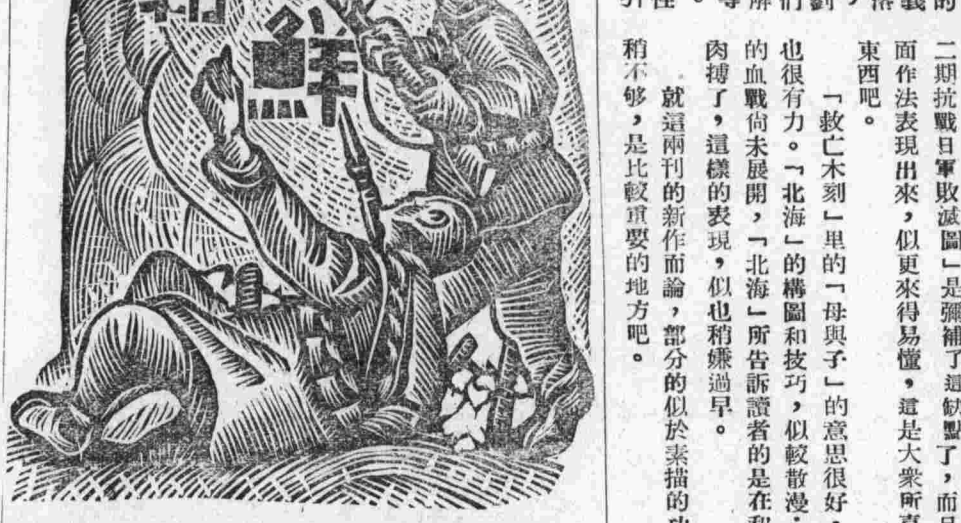 的
義
們
解
二期抗戰日軍敗滅圖」是彌補了這缺點了，而
面作法表現出來，似更來得易懂，這是大衆所
東西吧。
「救亡木刻」里的「母與子」的意思很好，
也很有力。「北海」的構圖和技巧，似較散漫，
的血戰尚未展開，「北海」所告訴讀者的是在
肉搏了，這樣的表現，似也稍嫌過早。
就這兩刊的新作而論，部分的似於素描的
稍不够，是比較重要的地方吧。
鮮